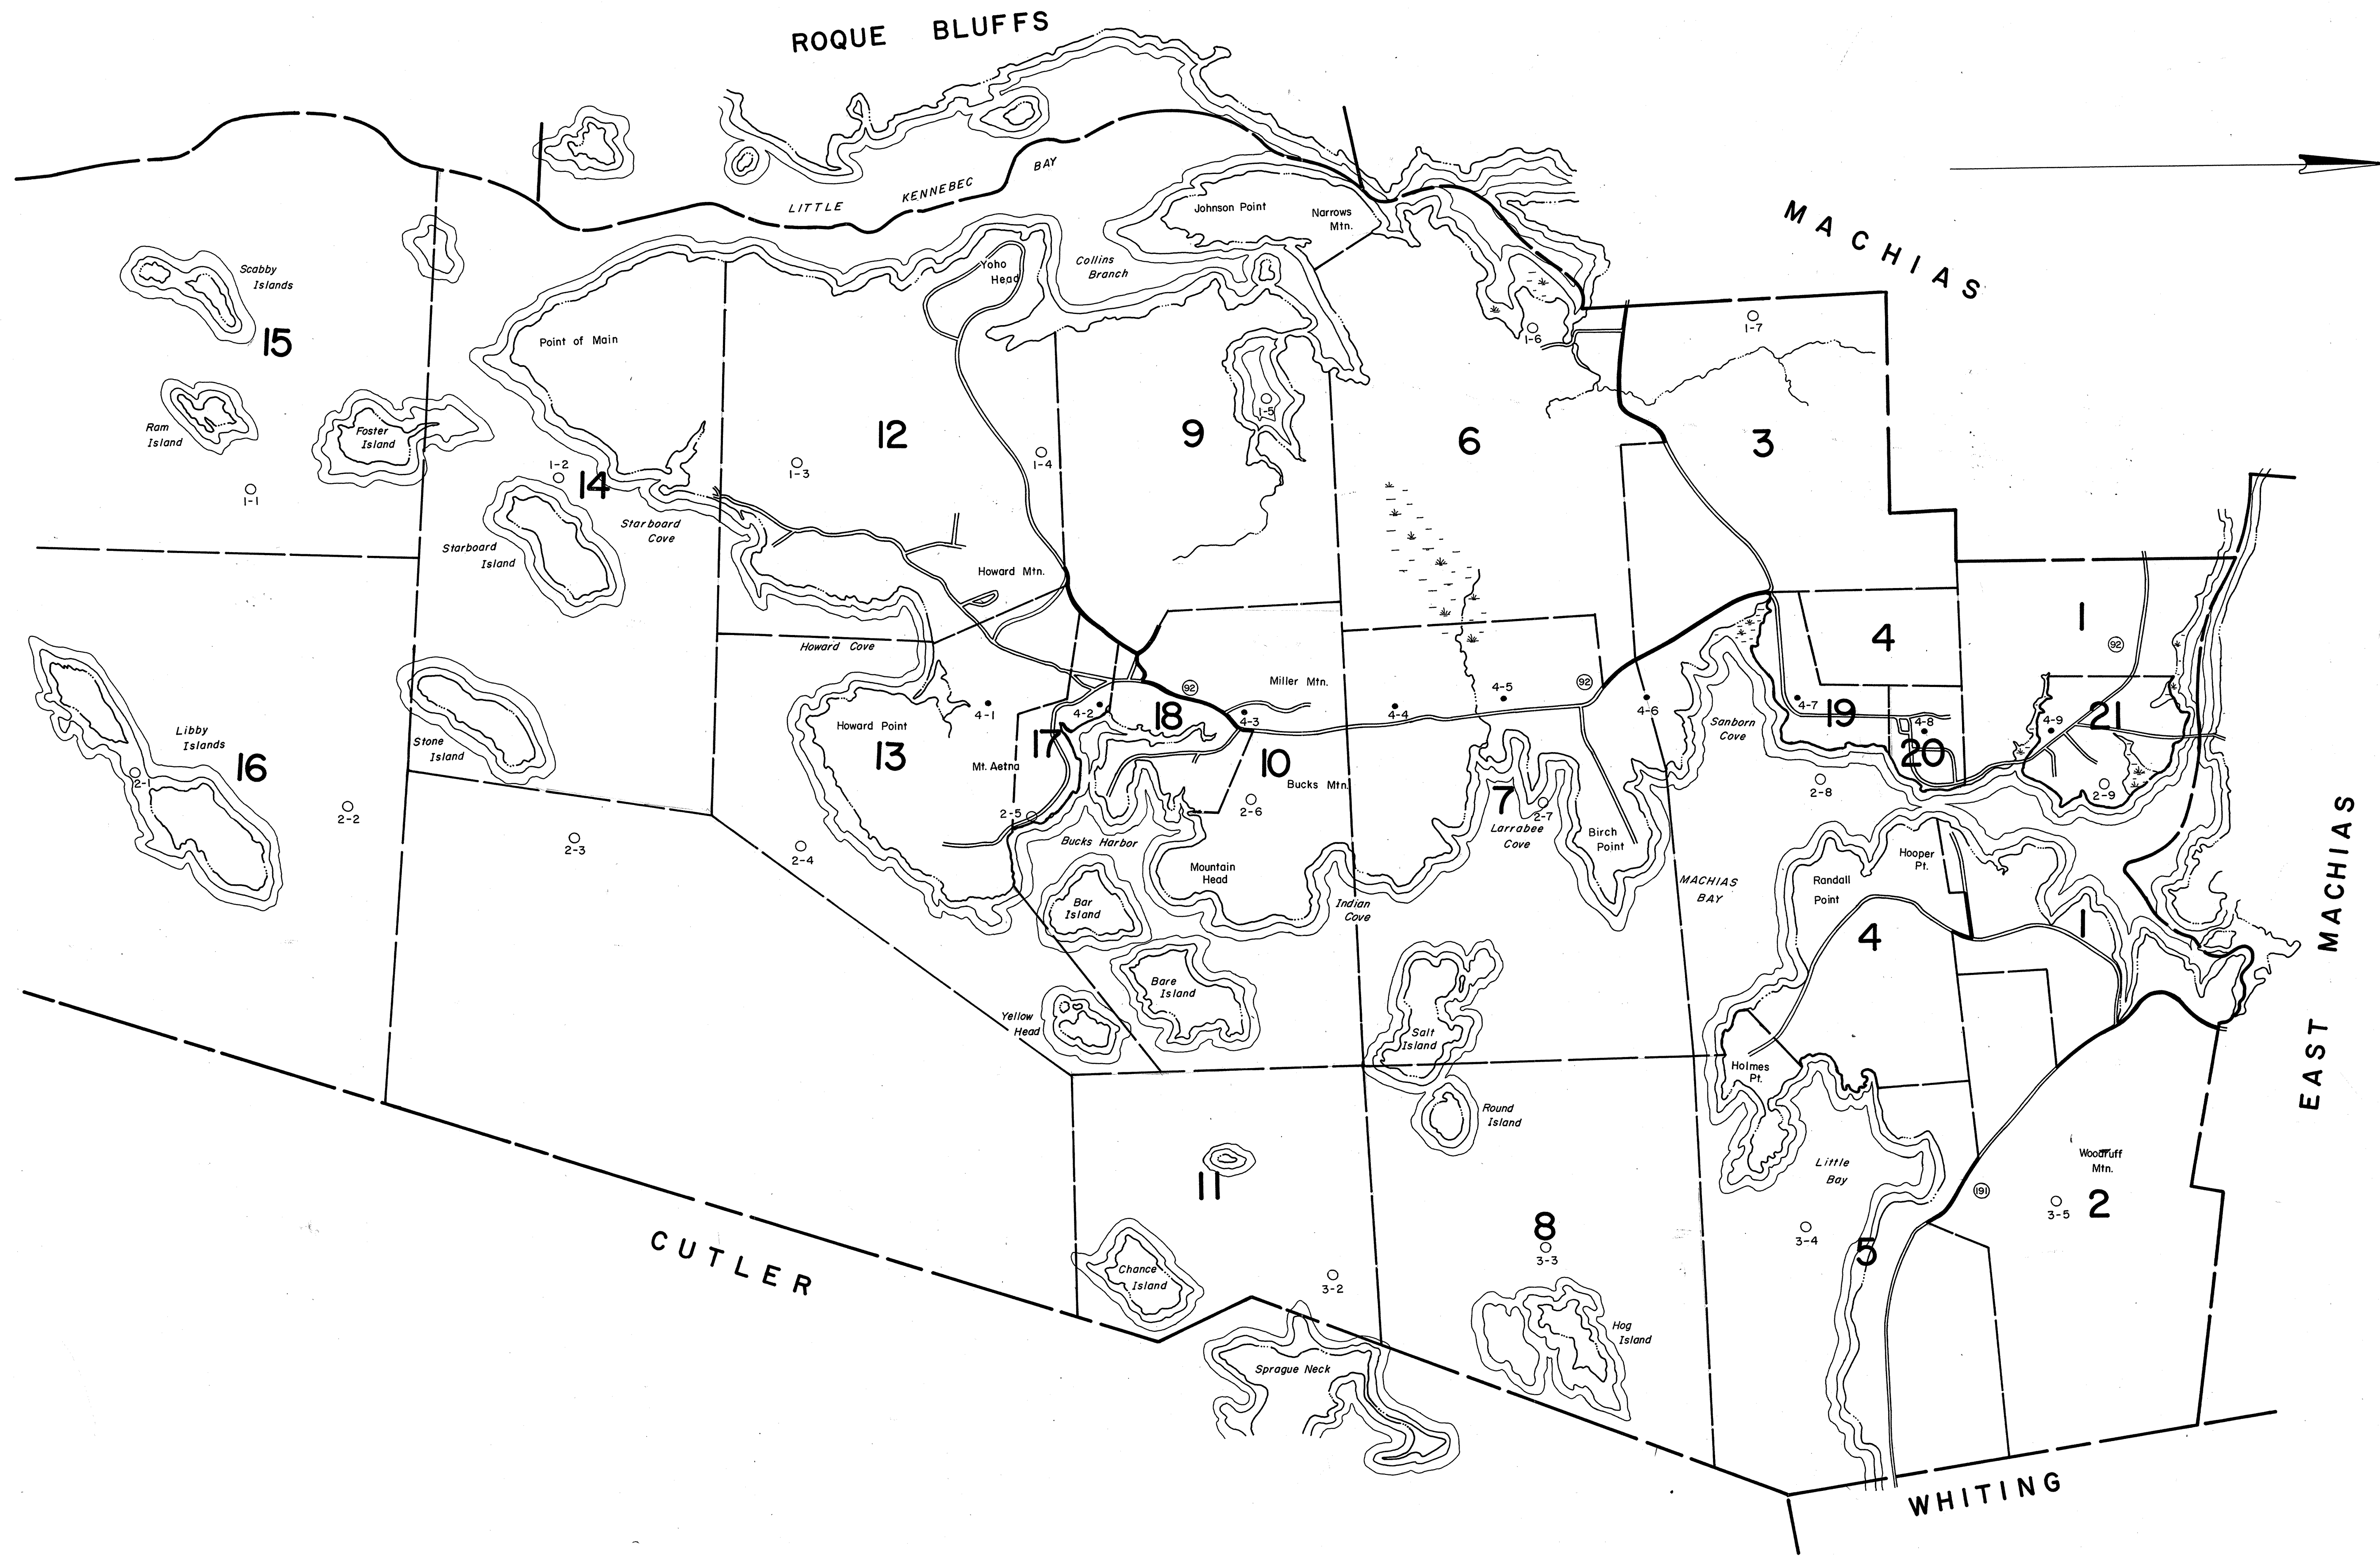 ROQUE BLUFFS
LITTLE KENNEBEC BAY
MACHIAS
Johnson Point
Narrows
Mtn.
Collins
Branch
Yoho
Head
Scabby
Islands
15
Point of Main
Ram
Island
Foster
Island
1-1
1-2
14
Starboard
Cove
Starboard
Island
12
1-3
1-4
9
1-5
6
1-6
1-7
3
Howard Mtn.
Howard Cove
4
1
92
Libby
Islands
16
2-1
2-2
Stone
Island
2-3
2-4
Howard Point
13
4-1
Mt. Aetna
17
4-2
18
92
Miller Mtn.
4-3
10
Bucks Mtn.
2-5
2-6
4-4
4-5
92
4-6
7
2-7
Larrabee
Cove
Birch
Point
Sanborn
Cove
4-7
19
4-8
20
4-9
21
2-8
2-9
Bucks Harbor
Mountain
Head
Bar
Island
Indian
Cove
MACHIAS
BAY
Hooper
Pt.
Randall
Point
4
1
EAST MACHIAS
Bare
Island
Yellow
Head
Salt
Island
Holmes
Pt.
Round
Island
11
Little
Bay
191
Woodruff
Mtn.
3-5
2
8
3-3
3-4
5
CUTLER
Chance
Island
3-2
Hog
Island
Sprague Neck
WHITING